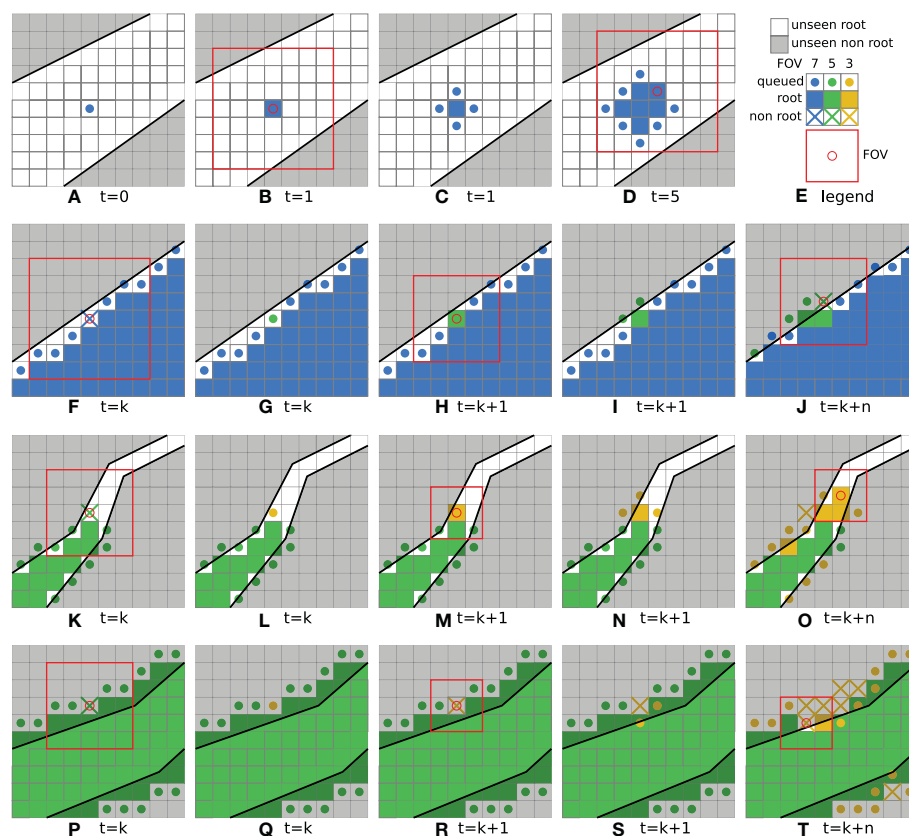 unseen root
unseen non root
FOV 7 5 3
queued
root
non root
FOV
A t=0
B t=1
C t=1
D t=5
E legend
F t=k
G t=k
H t=k+1
I t=k+1
J t=k+n
K t=k
L t=k
M t=k+1
N t=k+1
O t=k+n
P t=k
Q t=k
R t=k+1
S t=k+1
T t=k+n